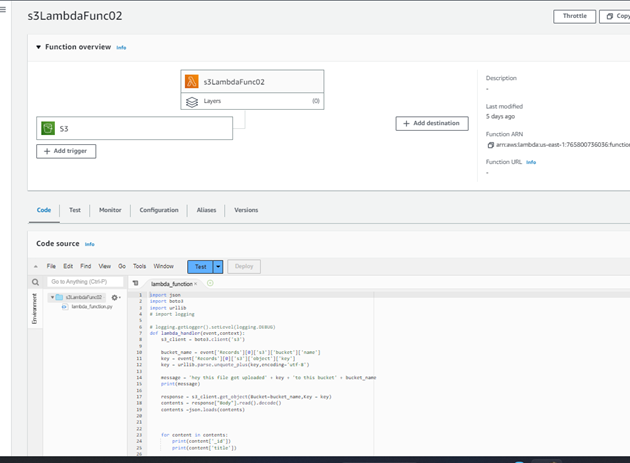 s3LambdaFunc02
Throttle
Copy
Function overview Info
s3LambdaFunc02
Layers (0)
S3
+ Add trigger
+ Add destination
Description
-
Last modified
5 days ago
Function ARN
arn:aws:lambda:us-east-1:765800736036:function
Function URL Info
-
Code Test Monitor Configuration Aliases Versions
Code source Info
File Edit Find View Go Tools Window Test Deploy
Go to Anything (Ctrl-P)
lambda_function ×
Environment
s3LambdaFunc02
lambda_function.py
1 import json
2 import boto3
3 import urllib
4 # import logging
5
6 # logging.getLogger().setLevel(logging.DEBUG)
7 def lambda_handler(event,context):
8 s3_client = boto3.client('s3')
9
10 bucket_name = event['Records'][0]['s3']['bucket']['name']
11 key = event['Records'][0]['s3']['object']['key']
12 key = urllib.parse.unquote_plus(key,encoding='utf-8')
13
14 message = 'hey this file got uploaded' + key + 'to this bucket' + bucket_name
15 print(message)
16
17 response = s3_client.get_object(Bucket=bucket_name,Key = key)
18 contents = response["Body"].read().decode()
19 contents =json.loads(contents)
20
21
22
23 for content in contents:
24 print(content['_id'])
25 print(content['title'])
26